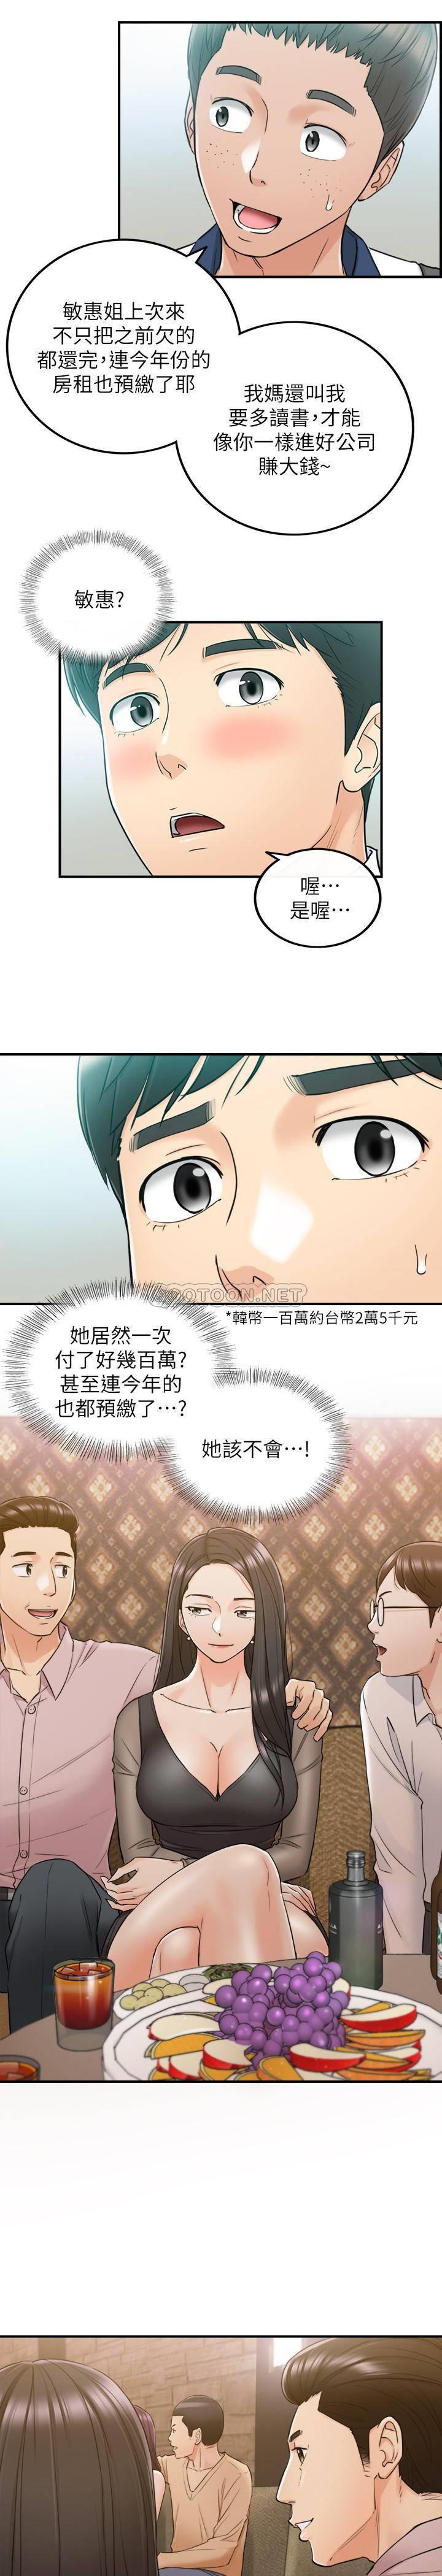 敏惠姐上次來
不只把之前欠的
都還完，連今年份的
房租也預繳了耶
我媽還叫我
要多讀書，才能
像你一樣進好公司
賺大錢~
敏惠?
喔…
是喔…
TOON.NET
*韓幣一百萬約台幣2萬5千元
她居然一次
付了好幾百萬?
甚至連今年的
也都預繳了…?
她該不會…!